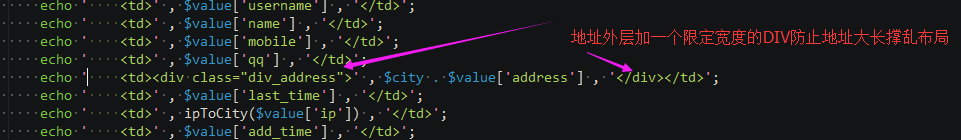 echo '    <td>' , $value['username'] , '</td>';
echo '    <td>' , $value['name'] , '</td>';
echo '    <td>' , $value['mobile'] , '</td>';
echo '    <td>' , $value['qq'] , '</td>';
地址外层加一个限定宽度的DIV防止地址大长撑乱布局
echo '    <td><div class="div_address">' , $city . $value['address'] , '</div></td>';
echo '    <td>' , $value['last_time'] , '</td>';
echo '    <td>' , ipToCity($value['ip']) , '</td>';
echo '    <td>' , $value['add_time'] , '</td>';